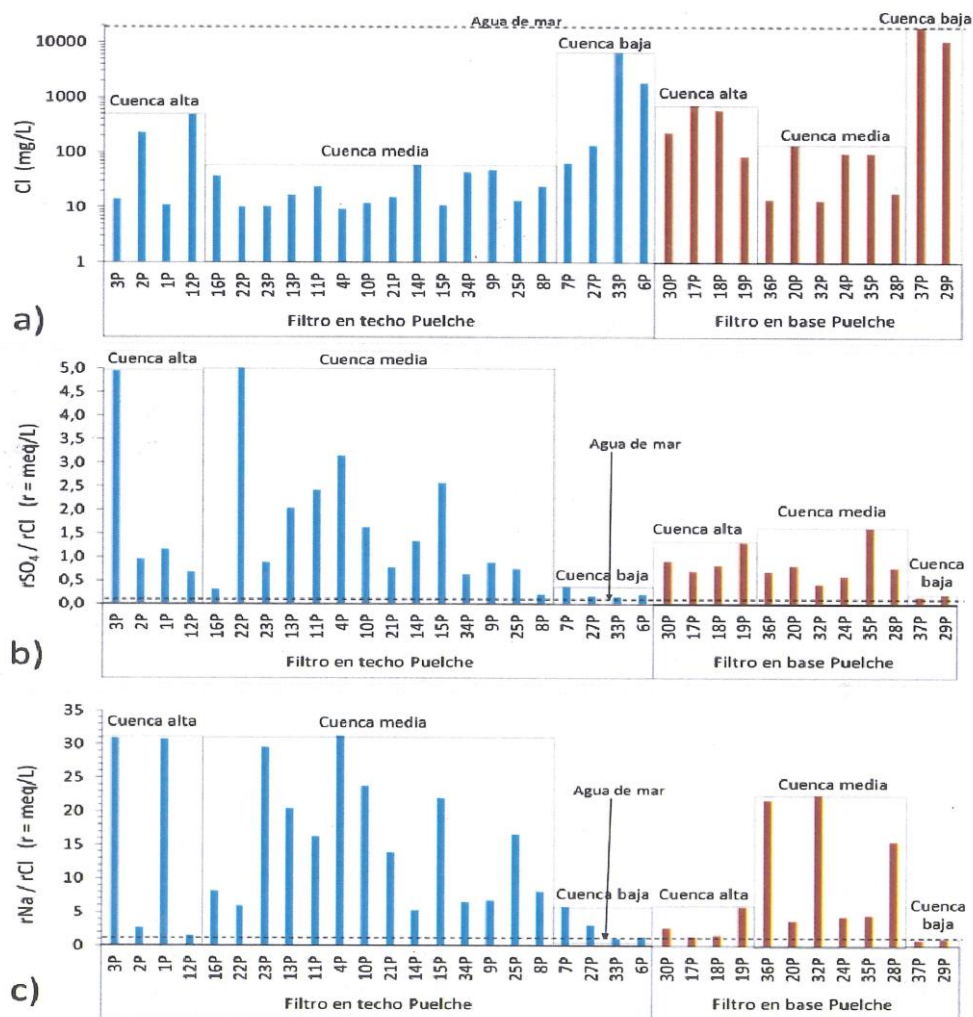 Agua de mar
Cuenca baja
Cuenca baja
10000
Cuenca alta
Cuenca alta
1000
Cuenca media
Cuenca media
100
10
1
Cl (mg/L)
3P 2P 1P 12P 16P 22P 23P 13P 11P 4P 10P 21P 14P 15P 34P 9P 25P 8P 7P 27P 33P 6P 30P 17P 18P 19P 36P 20P 32P 24P 35P 28P 37P 29P
Filtro en techo Puelche Filtro en base Puelche
a)
Cuenca alta Cuenca media
5,0
4,5
4,0
Agua de mar
3,5
3,0
2,5
Cuenca media
2,0
Cuenca alta
1,5
Cuenca baja
1,0
Cuenca baja
0,5
0,0
rSO₄ / rCl (r = meq/L)
3P 2P 1P 12P 16P 22P 23P 13P 11P 4P 10P 21P 14P 15P 34P 9P 25P 8P 7P 27P 33P 6P 30P 17P 18P 19P 36P 20P 32P 24P 35P 28P 37P 29P
Filtro en techo Puelche Filtro en base Puelche
b)
35
Cuenca alta Cuenca media
30
25
Agua de mar
Cuenca media
20
15
10
Cuenca baja Cuenca alta
Cuenca baja
5
0
rNa / rCl (r = meq/L)
3P 2P 1P 12P 16P 22P 23P 13P 11P 4P 10P 21P 14P 15P 34P 9P 25P 8P 7P 27P 33P 6P 30P 17P 18P 19P 36P 20P 32P 24P 35P 28P 37P 29P
Filtro en techo Puelche Filtro en base Puelche
c)